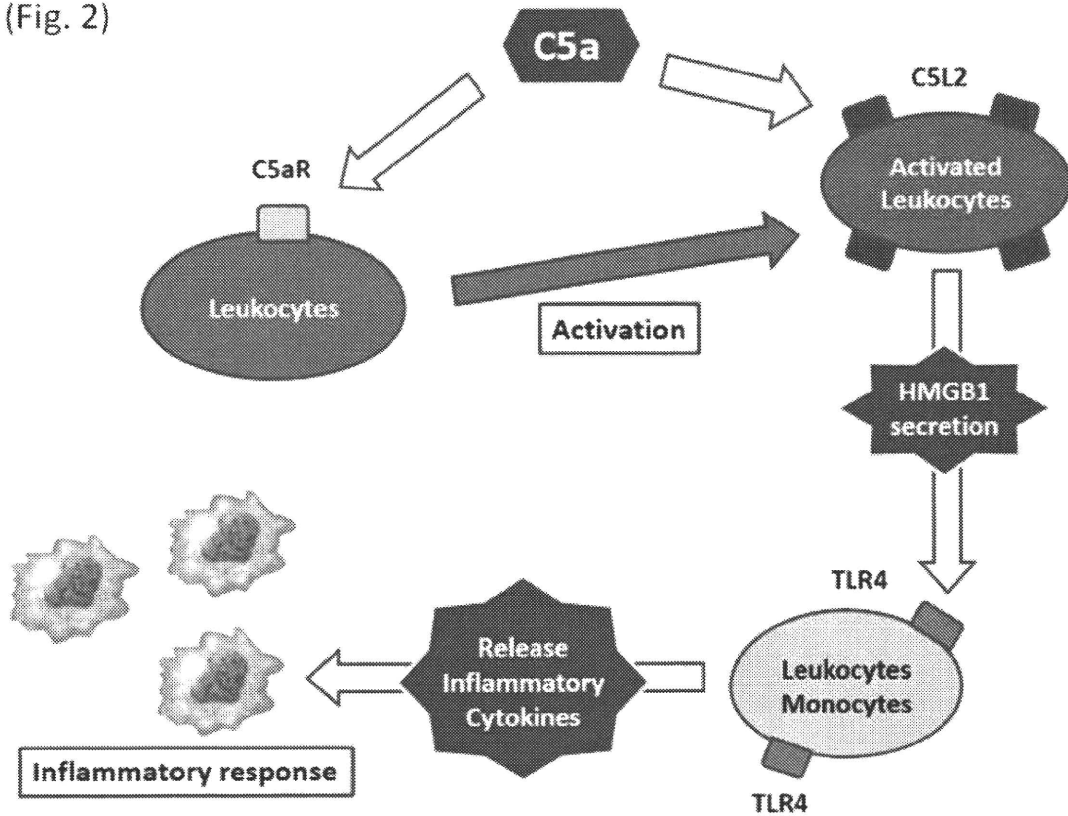 (Fig. 2)
C5a
C5L2
C5aR
Activated
Leukocytes
Leukocytes
Activation
HMGB1
secretion
TLR4
Leukocytes
Monocytes
Release
Inflammatory
Cytokines
Inflammatory response
TLR4